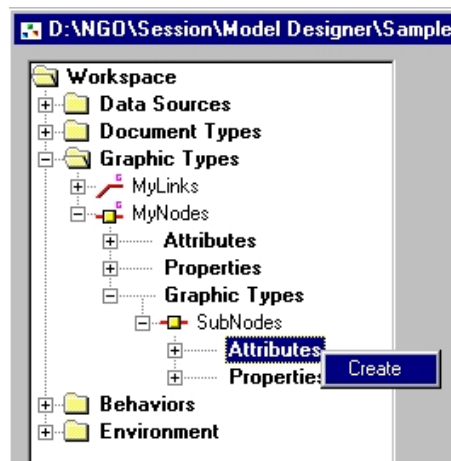 D:\NGO\Session\Model Designer\Sample
Workspace
Data Sources
Document Types
Graphic Types
MyLinks
MyNodes
Attributes
Properties
Graphic Types
SubNodes
Attributes
Create
Properties
Behaviors
Environment